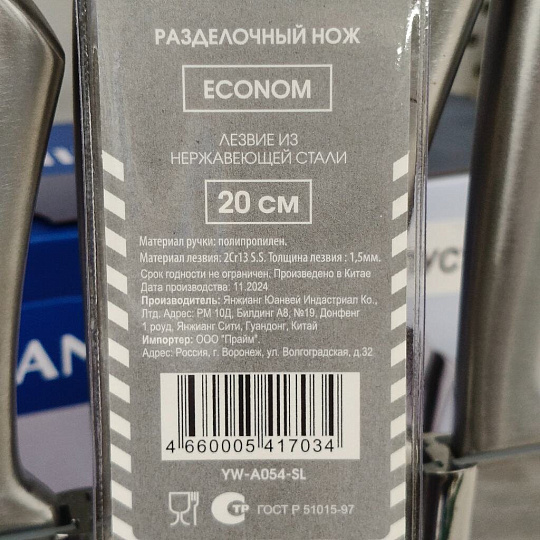 РАЗДЕЛОЧНЫЙ НОЖ
ECONOM
ЛЕЗВИЕ ИЗ
НЕРЖАВЕЮЩЕЙ СТАЛИ
20 СМ
Материал ручки: полипропилен.
Материал лезвия: 2Cr13 S.S. Толщина лезвия : 1,5мм.
Срок годности не ограничен. Произведено в Китае
Дата производства: 11.2024
Производитель: Янжианг Юанвей Индастриал Ко.,
Лтд. Адрес: РМ 10Д, Билдинг А8, №19, Донфенг
1 роуд, Янжианг Сити, Гуандонг, Китай
Импортер: ООО "Прайм".
Адрес: Россия, г. Воронеж, ул. Волгоградская, д.32
4 660005 417034
YW-A054-SL
ТР ГОСТ Р 51015-97
AN
УС